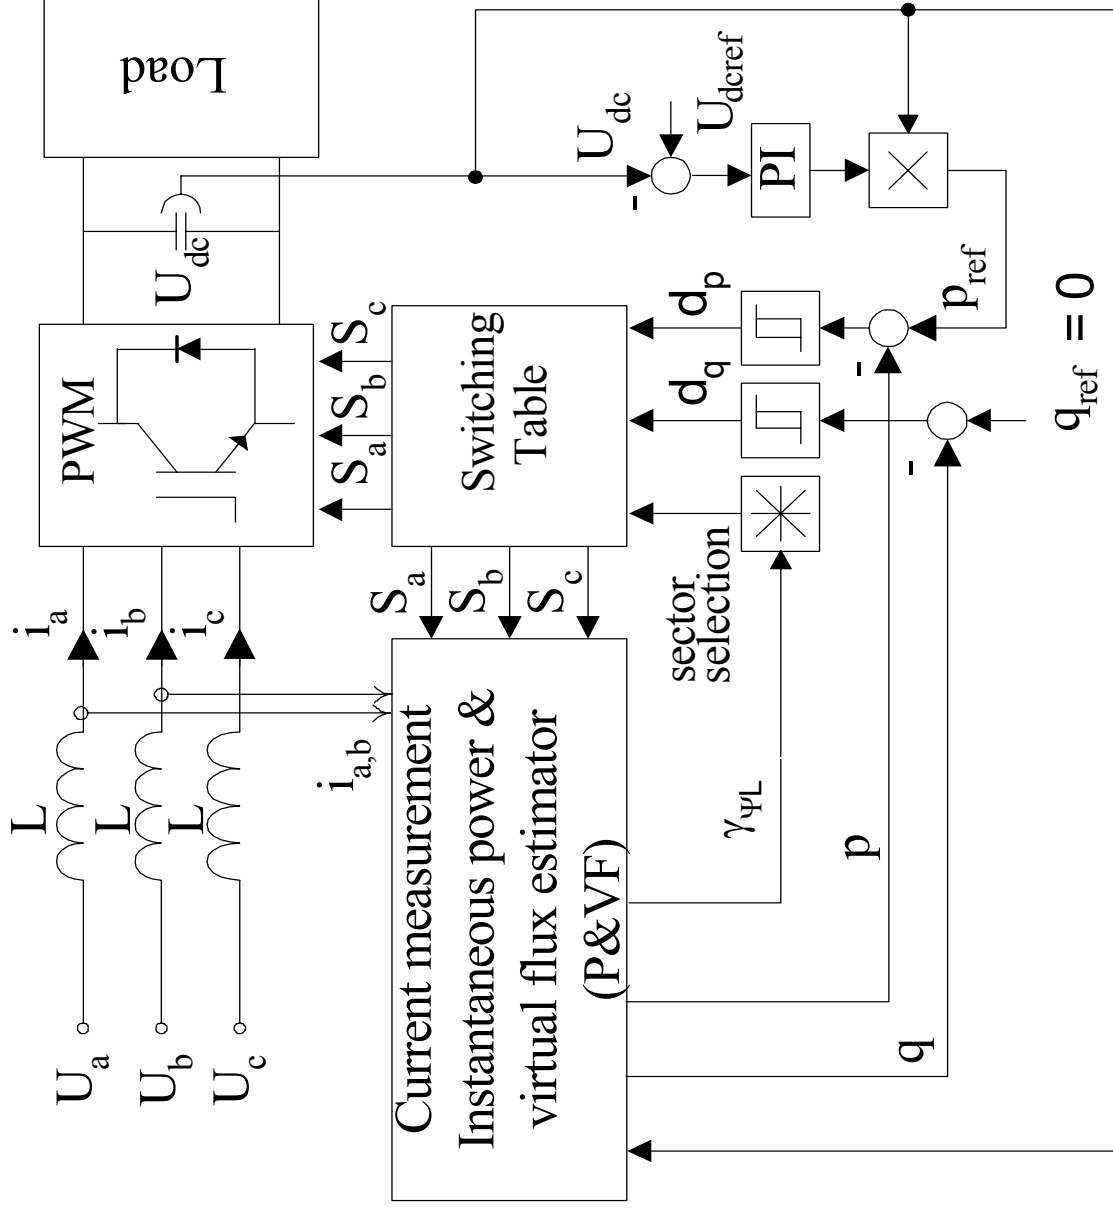 U_a
U_b
U_c
L
L
L
i_a
i_b
i_c
PWM
U_dc
Load
i_a,b
S_a
S_b
S_c
S_a
S_b
S_c
Current measurement
Instantaneous power &
virtual flux estimator
(P&VF)
Switching
Table
U_dc
-
U_dcref
PI
sector
selection
d_q
d_p
γ_ΨL
p
-
p_ref
q
-
q_ref = 0